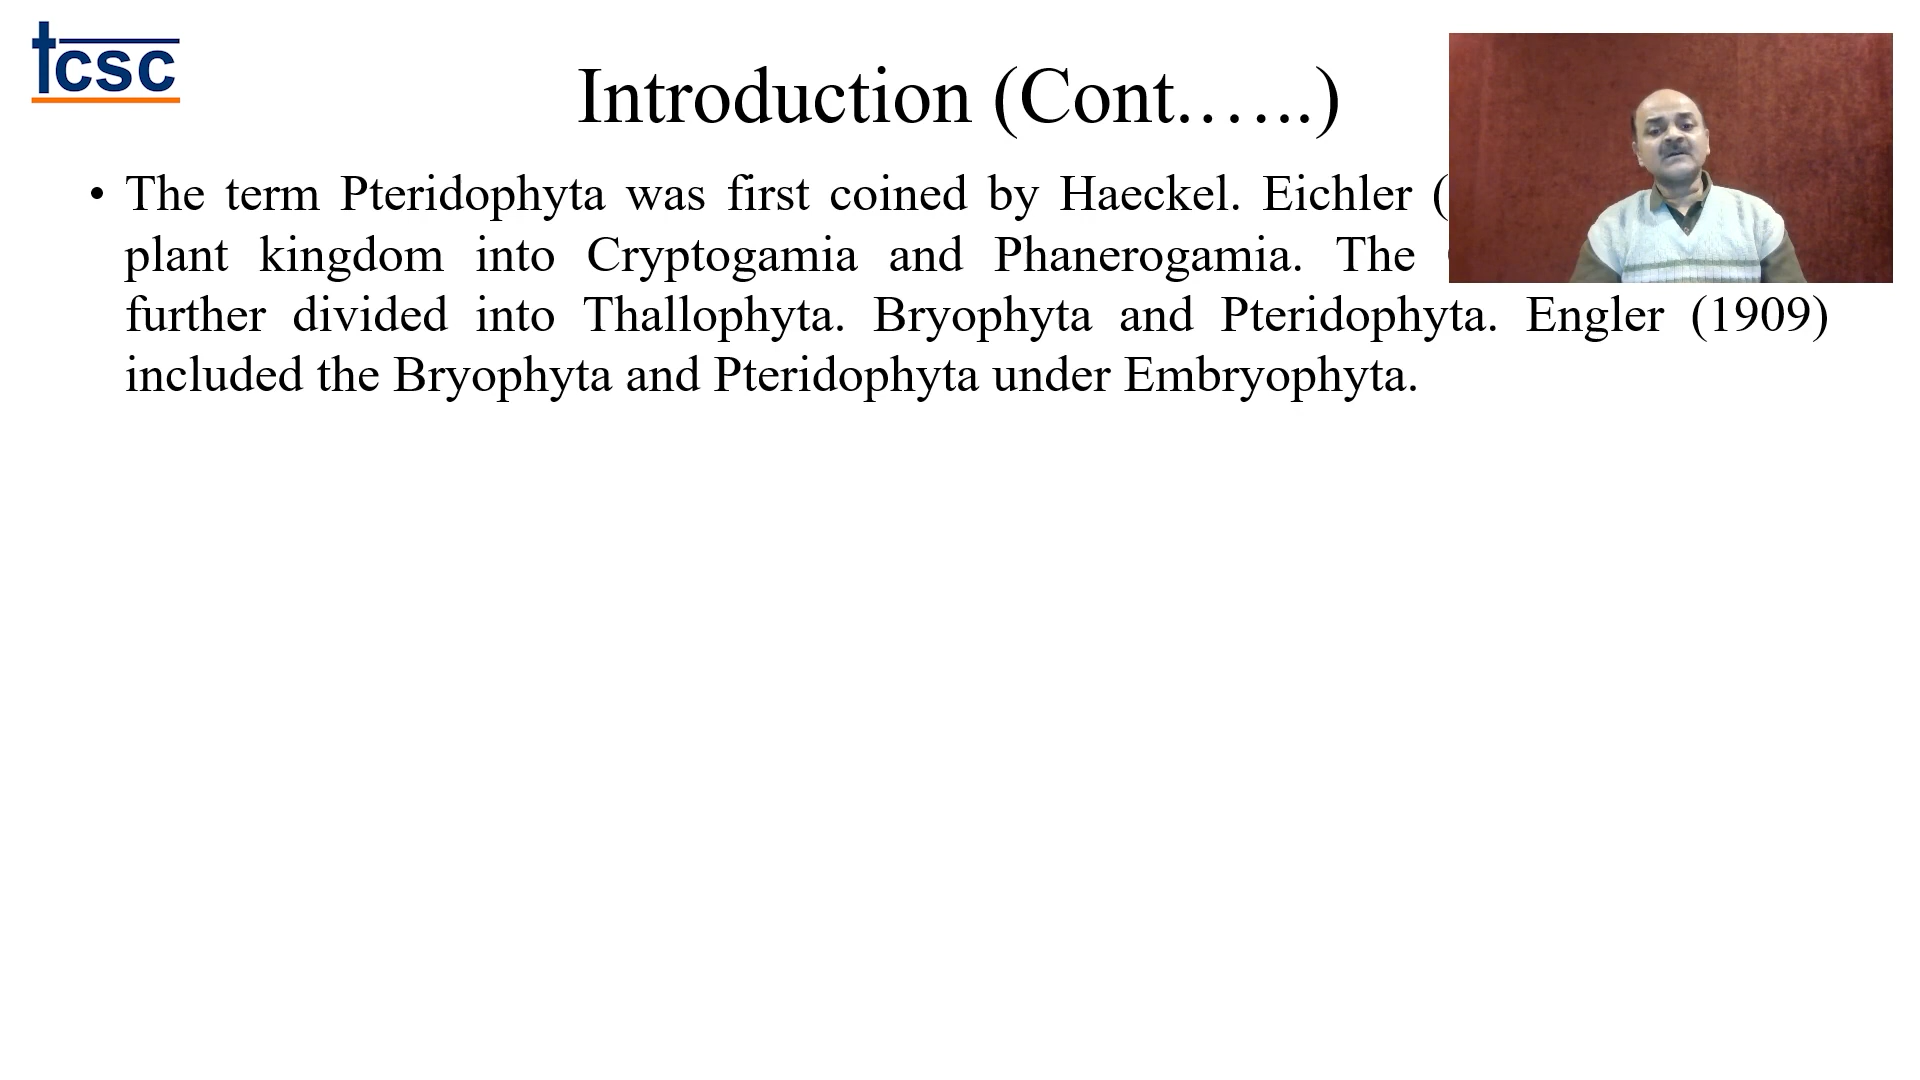 tcsc
Introduction (Cont.…..)
• The term Pteridophyta was first coined by Haeckel. Eichler (
plant kingdom into Cryptogamia and Phanerogamia. The
further divided into Thallophyta. Bryophyta and Pteridophyta. Engler (1909)
included the Bryophyta and Pteridophyta under Embryophyta.